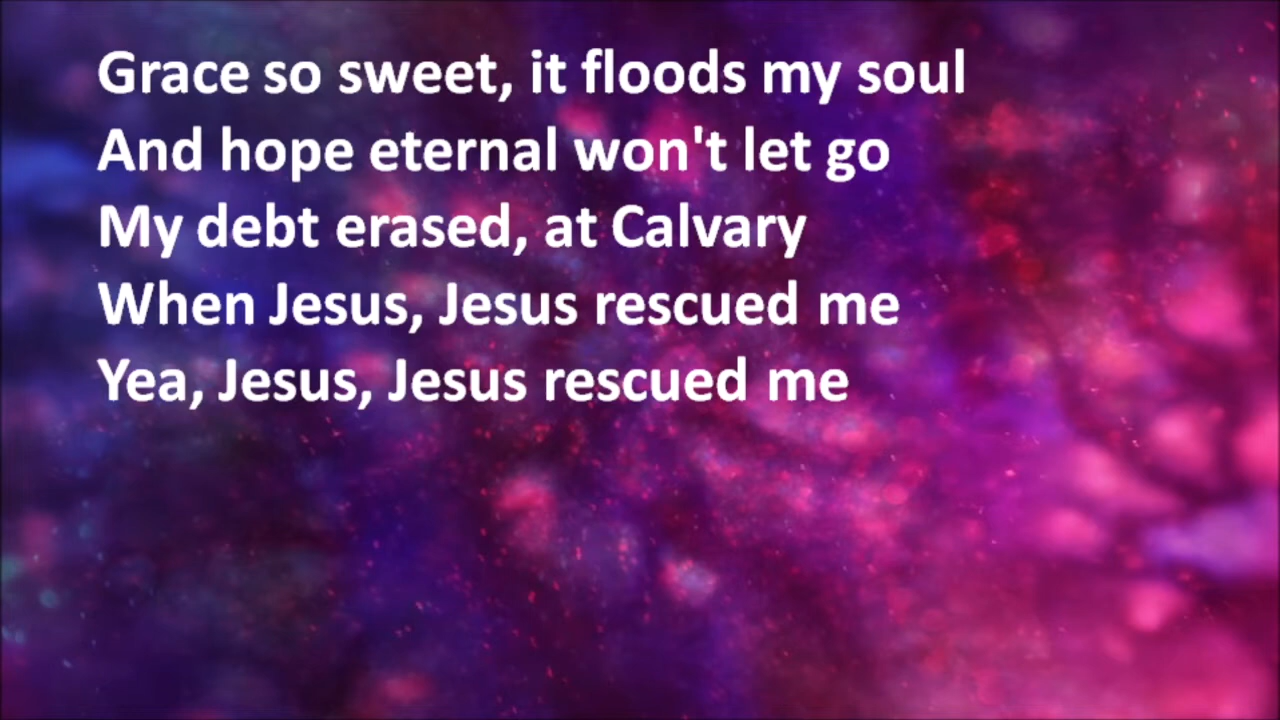 Grace so sweet, it floods my soul
And hope eternal won't let go
My debt erased, at Calvary
When Jesus, Jesus rescued me
Yea, Jesus, Jesus rescued me